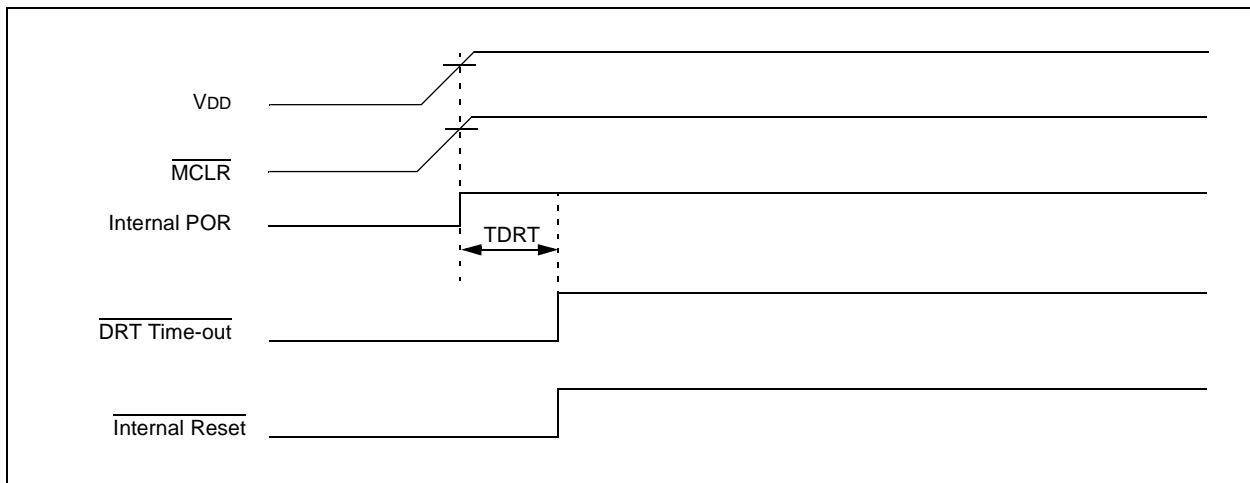 VDD
MCLR
Internal POR
TDRT
DRT Time-out
Internal Reset